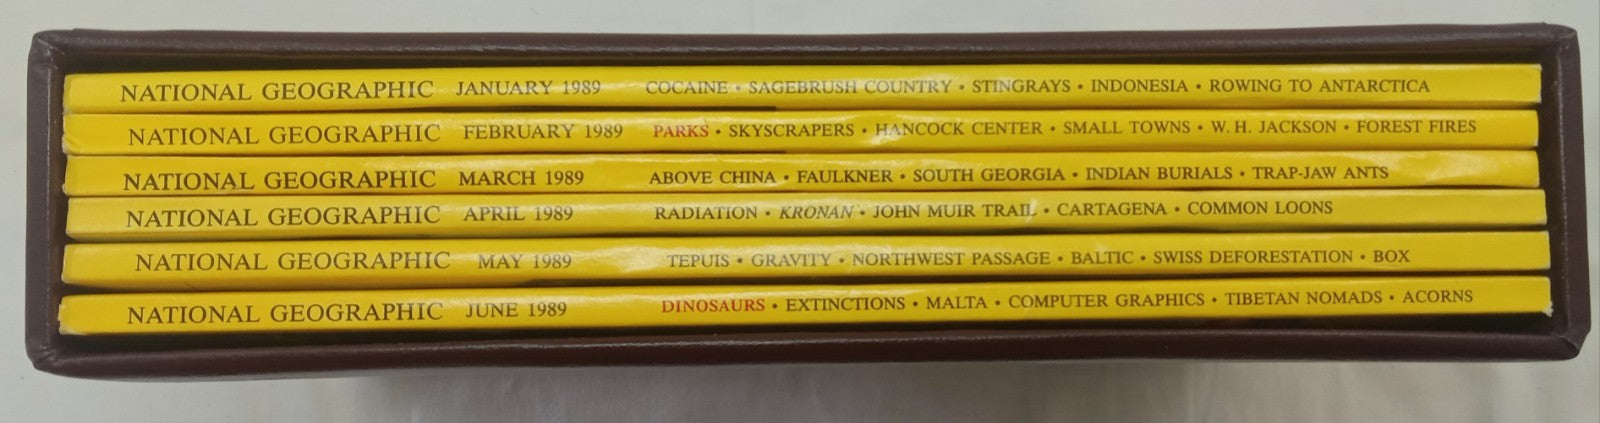 NATIONAL GEOGRAPHIC JANUARY 1989 COCAINE • SAGEBRUSH COUNTRY • STINGRAYS • INDONESIA • ROWING TO ANTARCTICA
NATIONAL GEOGRAPHIC FEBRUARY 1989 PARKS • SKYSCRAPERS • HANCOCK CENTER • SMALL TOWNS • W. H. JACKSON • FOREST FIRES
NATIONAL GEOGRAPHIC MARCH 1989 ABOVE CHINA • FAULKNER • SOUTH GEORGIA • INDIAN BURIALS • TRAP-JAW ANTS
NATIONAL GEOGRAPHIC APRIL 1989 RADIATION • KRONAN • JOHN MUIR TRAIL • CARTAGENA • COMMON LOONS
NATIONAL GEOGRAPHIC MAY 1989 TEPUIS • GRAVITY • NORTHWEST PASSAGE • BALTIC • SWISS DEFORESTATION • BOX
NATIONAL GEOGRAPHIC JUNE 1989 DINOSAURS • EXTINCTIONS • MALTA • COMPUTER GRAPHICS • TIBETAN NOMADS • ACORNS